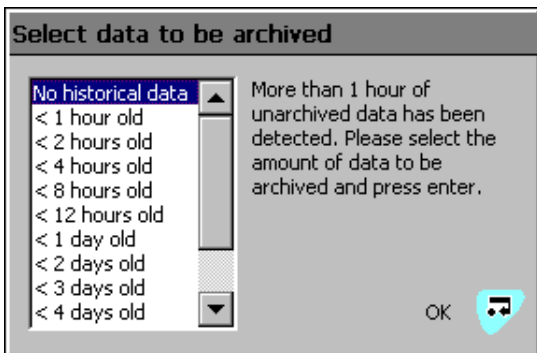 Select data to be archived
No historical data
< 1 hour old
< 2 hours old
< 4 hours old
< 8 hours old
< 12 hours old
< 1 day old
< 2 days old
< 3 days old
< 4 days old
More than 1 hour of
unarchived data has been
detected. Please select the
amount of data to be
archived and press enter.
OK